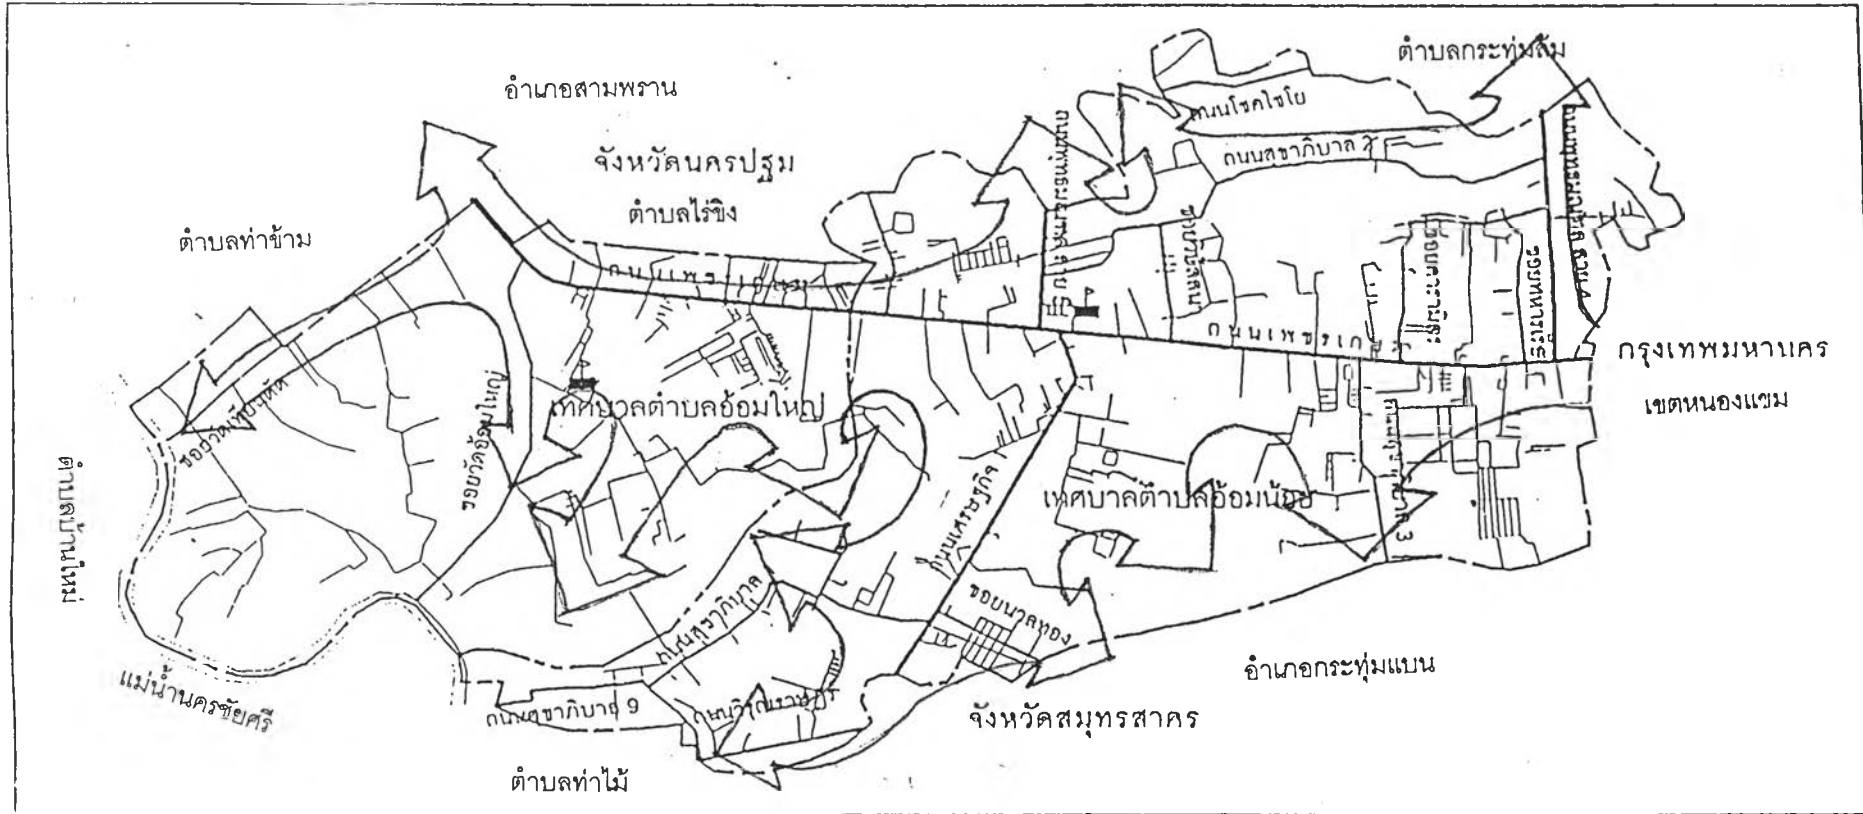 ตำบลกระทุ่มล้ม
อำเภอสามพราน
จังหวัดนครปฐม
ตำบลไร่ขิง
ตำบลท่าข้าม
ถนนโชคไชโย
ถนนสุขาภิบาล 2
ถนนเพชรเกษม
กรุงเทพมหานคร
เขตหนองแขม
เทศบาลตำบลอ้อมใหญ่
ซอยวัดอ้อมใหญ่
ตำบลบ้านใหม่
เทศบาลตำบลอ้อมน้อย
ถนนเศรษฐกิจ 1
ซอยนวลทอง
ถนนสุขาภิบาล
อำเภอกระทุ่มแบน
แม่น้ำนครชัยศรี
ถนนสุขาภิบาล 9
จังหวัดสมุทรสาคร
ตำบลท่าไม้